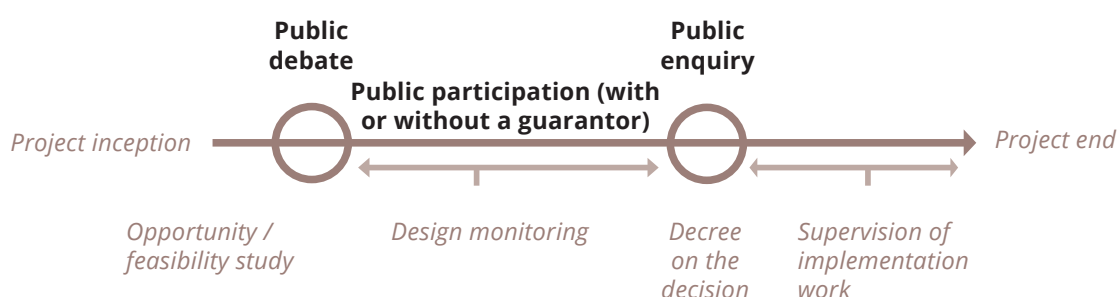 Public
debate
Public
enquiry
Public participation (with
or without a guarantor)
Project inception
Project end
Opportunity /
feasibility study
Design monitoring
Decree
on the
decision
Supervision of
implementation
work